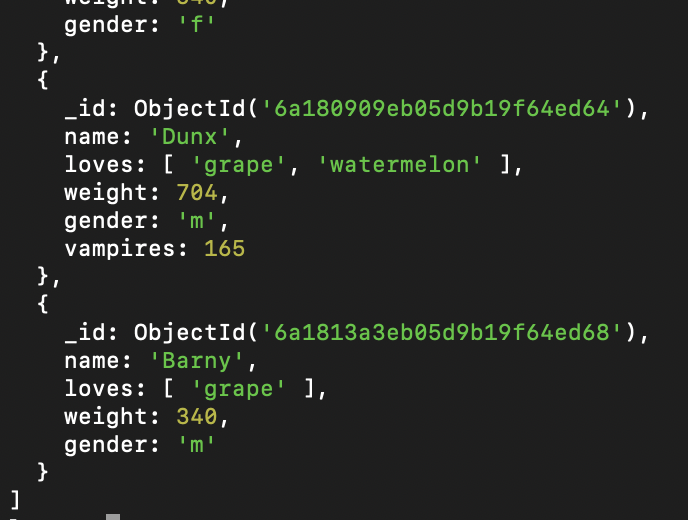 gender: 'f'
},
{
_id: ObjectId('6a180909eb05d9b19f64ed64'),
name: 'Dunx',
loves: [ 'grape', 'watermelon' ],
weight: 704,
gender: 'm',
vampires: 165
},
{
_id: ObjectId('6a1813a3eb05d9b19f64ed68'),
name: 'Barny',
loves: [ 'grape' ],
weight: 340,
gender: 'm'
}
]